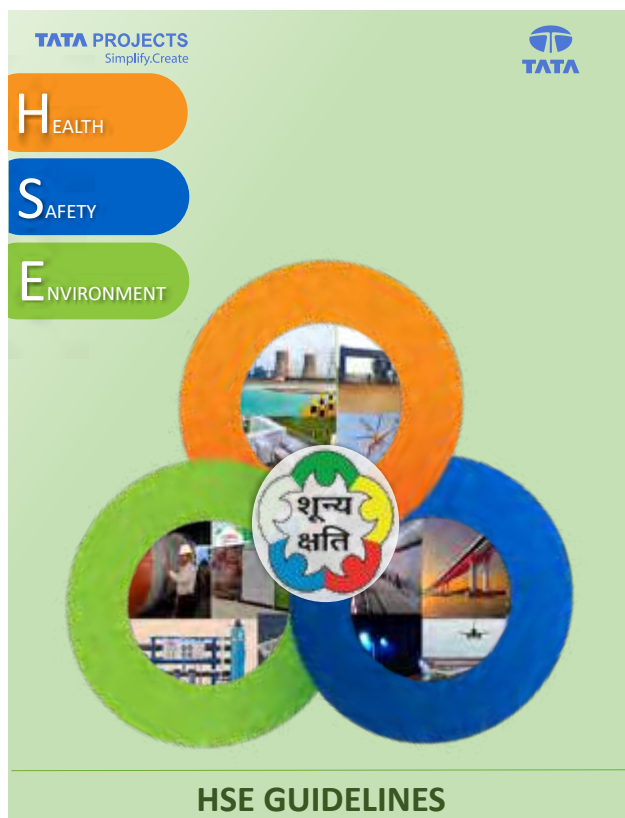 TATA PROJECTS
Simplify.Create
TATA
HEALTH
SAFETY
ENVIRONMENT
शून्य
क्षति
HSE GUIDELINES